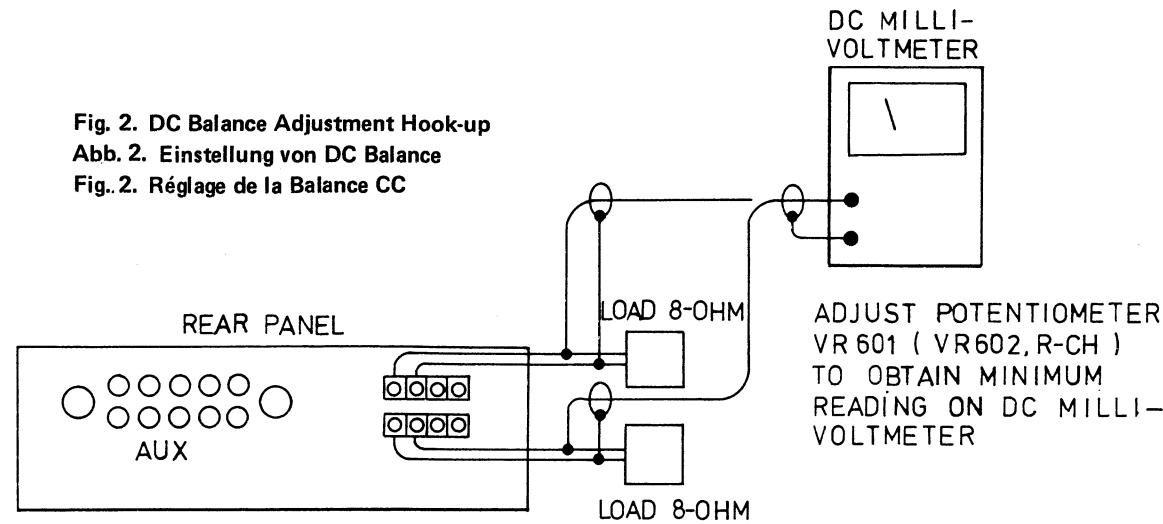 DC MILLI-
VOLTMETER
Fig. 2. DC Balance Adjustment Hook-up
Abb. 2. Einstellung von DC Balance
Fig. 2. Réglage de la Balance CC
LOAD 8-OHM
REAR PANEL
AUX
LOAD 8-OHM
ADJUST POTENTIOMETER
VR601 ( VR602, R-CH )
TO OBTAIN MINIMUM
READING ON DC MILLI-
VOLTMETER